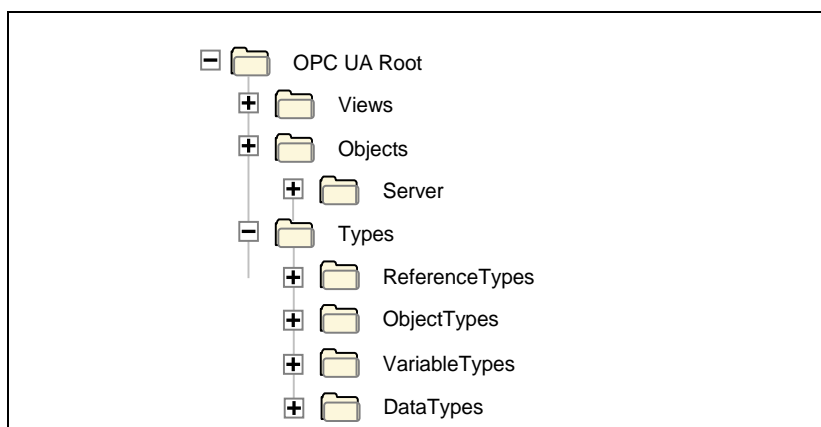 OPC UA Root
Views
Objects
Server
Types
ReferenceTypes
ObjectTypes
VariableTypes
DataTypes